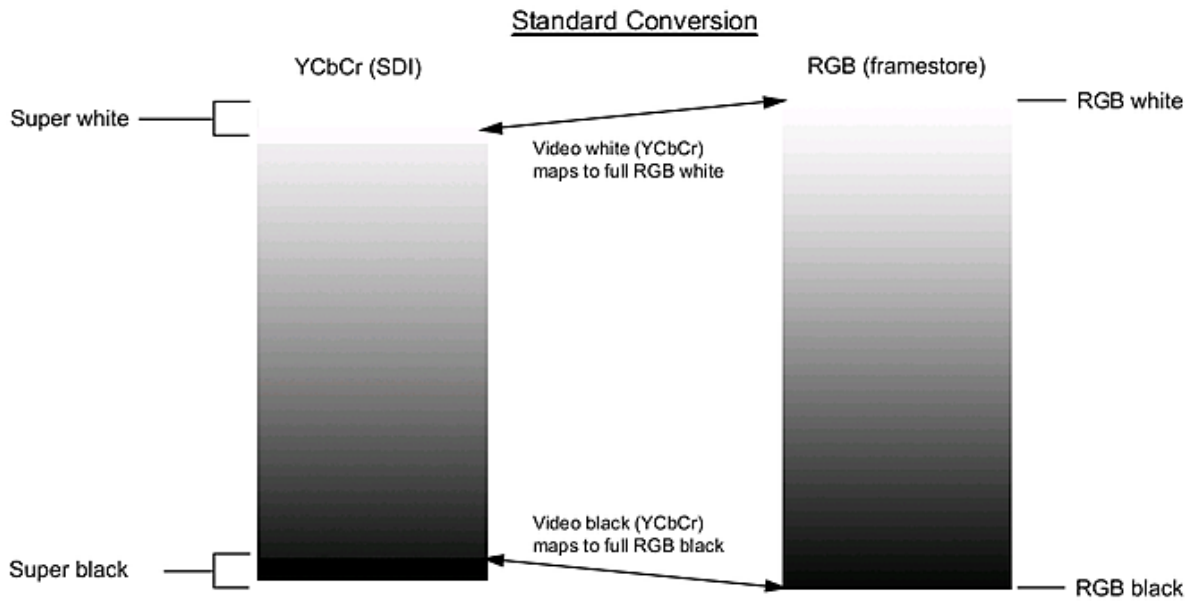 Standard Conversion
YCbCr (SDI)
RGB (framestore)
Super white
RGB white
Video white (YCbCr)
maps to full RGB white
Video black (YCbCr)
maps to full RGB black
Super black
RGB black